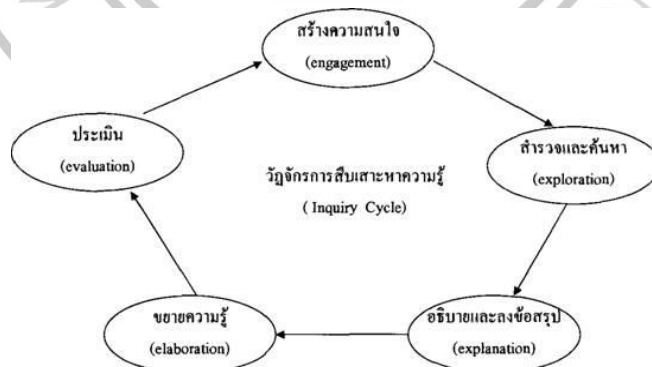 สร้างความสนใจ
(engagement)
สำรวจและค้นหา
(exploration)
อธิบายและลงข้อสรุป
(explanation)
ขยายความรู้
(elaboration)
ประเมิน
(evaluation)
วัฏจักรการสืบเสาะหาความรู้
( Inquiry Cycle)